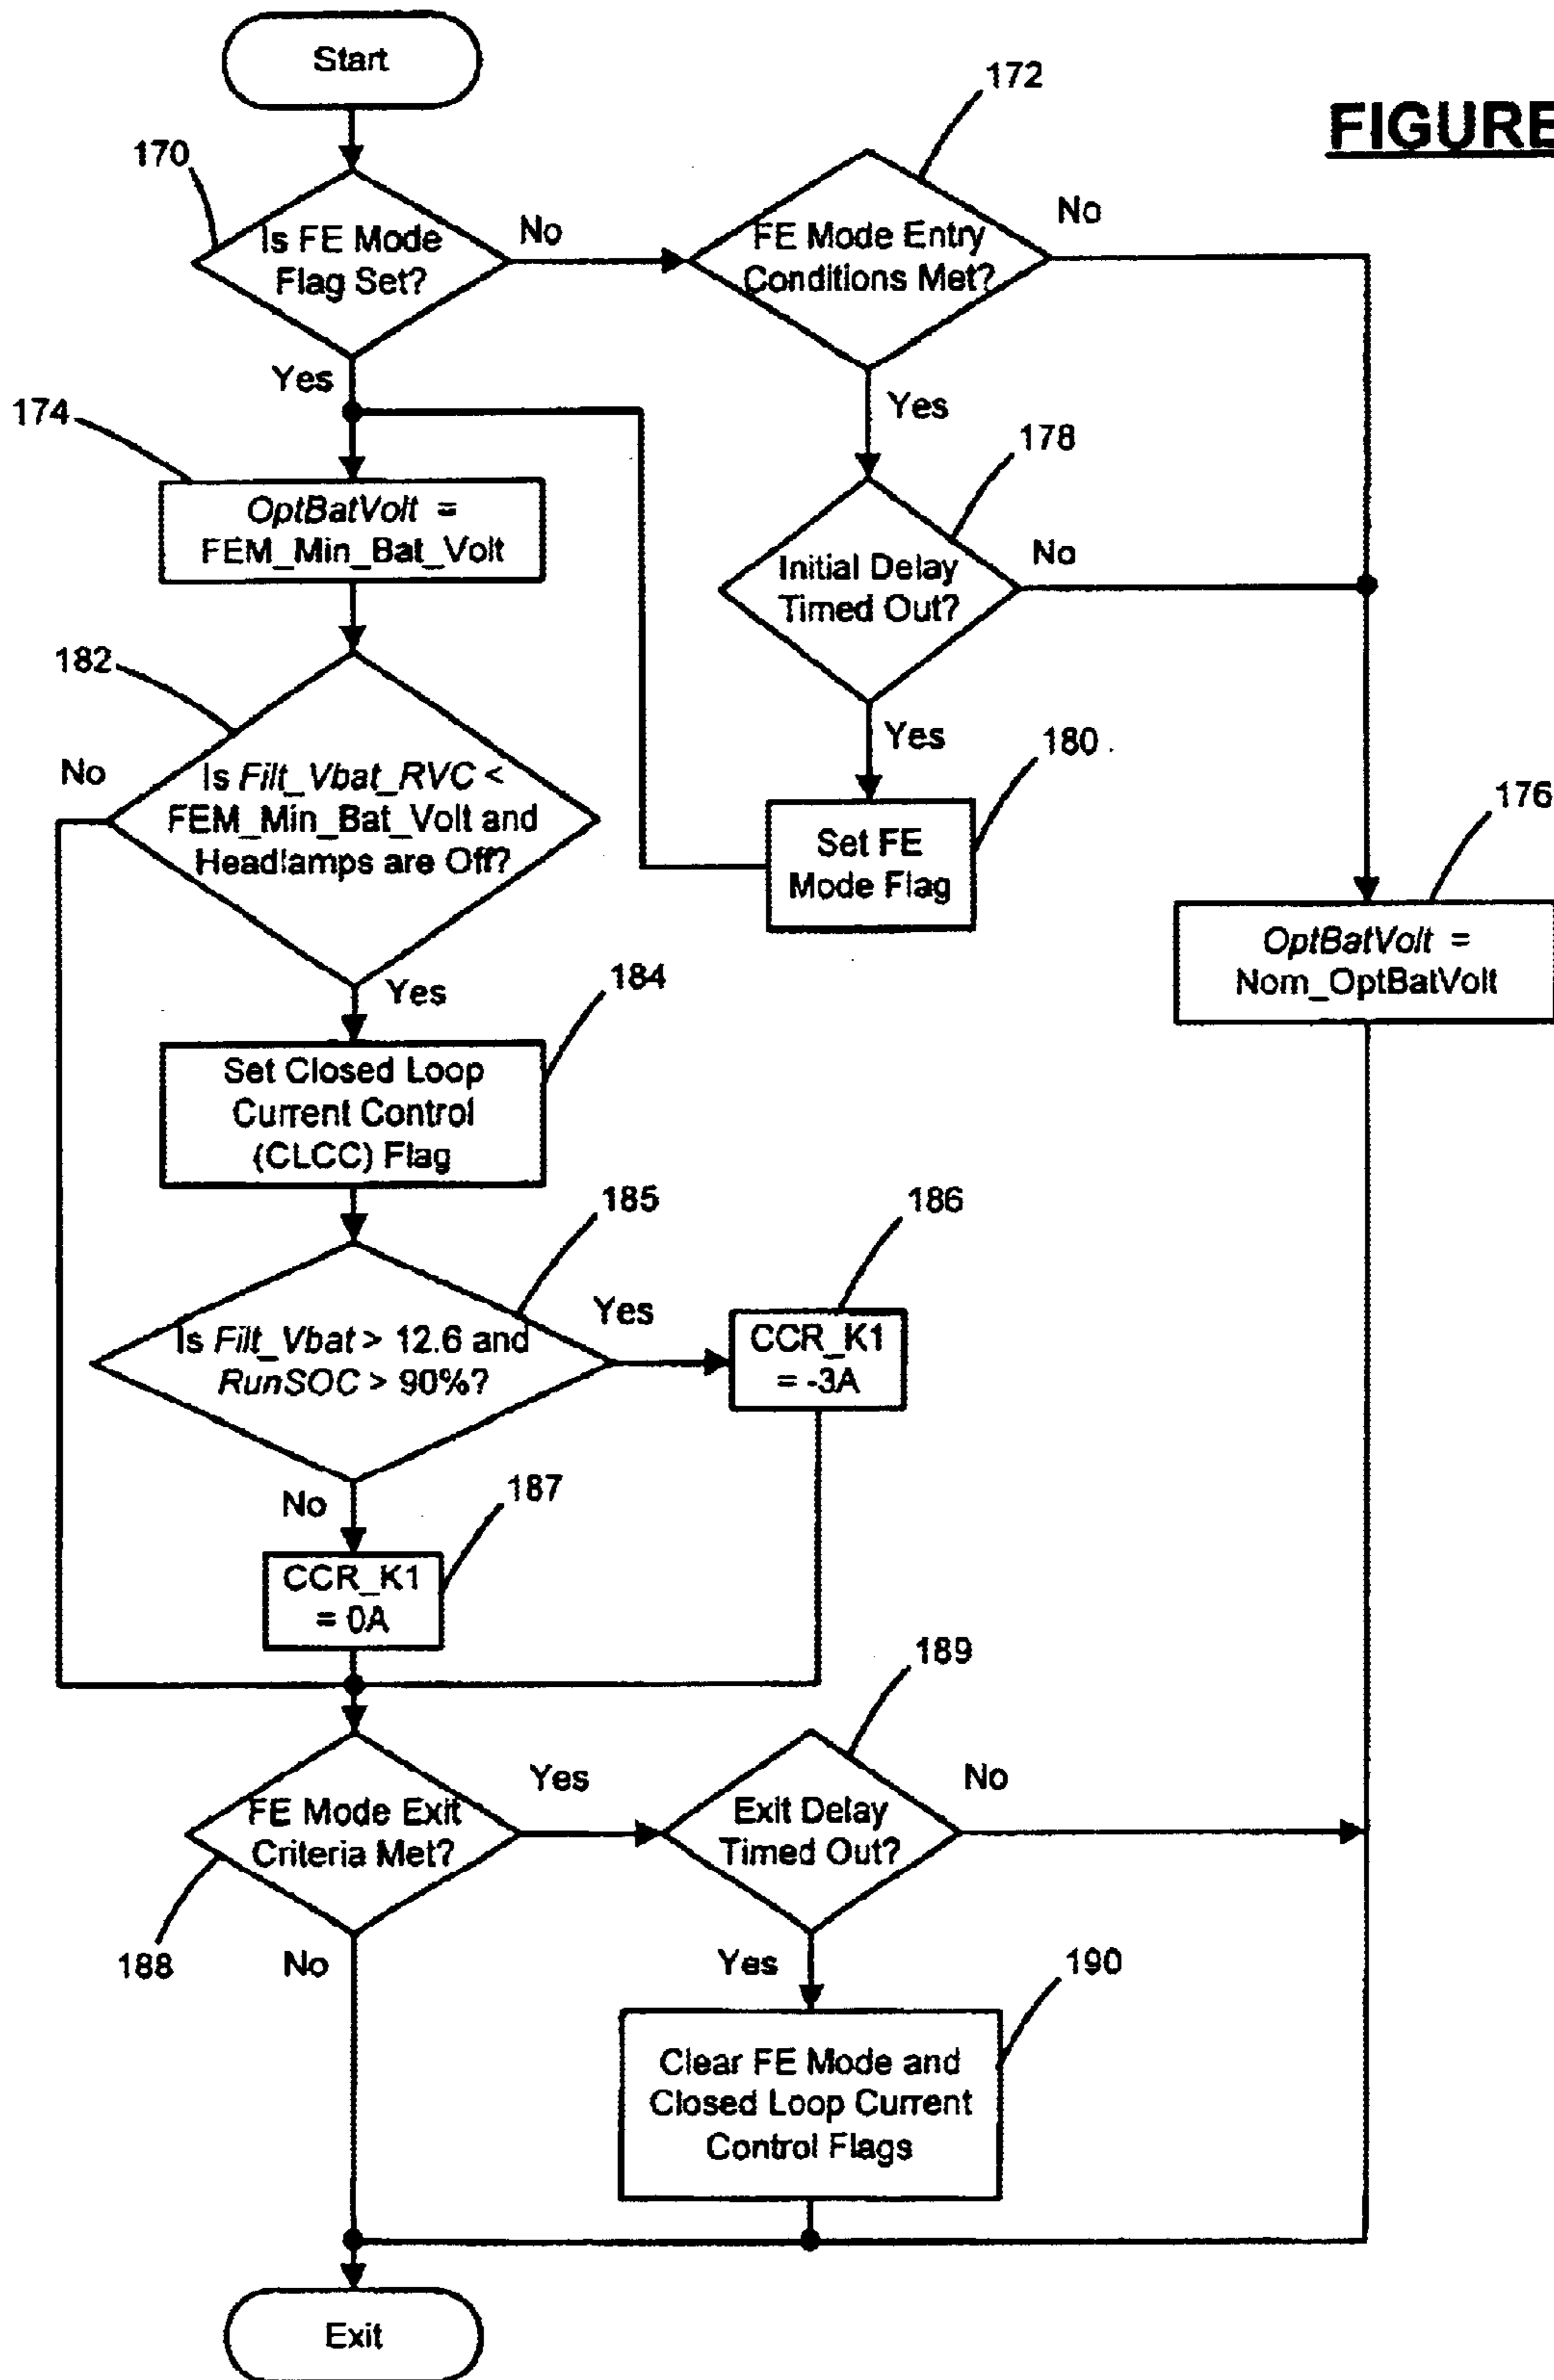 Start
FIGURE
172
170
Is FE Mode
Flag Set?
No
FE Mode Entry
Conditions Met?
No
Yes
Yes
174
178
OptBatVolt =
FEM_Min_Bat_Volt
Initial Delay
Timed Out?
No
182
Yes
180
No
Is Filt_Vbat_RVC <
FEM_Min_Bat_Volt and
Headlamps are Off?
Set FE
Mode Flag
176
OptBatVolt =
Nom_OptBatVolt
Yes
184
Set Closed Loop
Current Control
(CLCC) Flag
185
186
Is Filt_Vbat > 12.6 and
RunSOC > 90%?
Yes
CCR_K1
= -3A
No
187
CCR_K1
= 0A
189
FE Mode Exit
Criteria Met?
Yes
Exit Delay
Timed Out?
No
188
No
Yes
190
Clear FE Mode and
Closed Loop Current
Control Flags
Exit